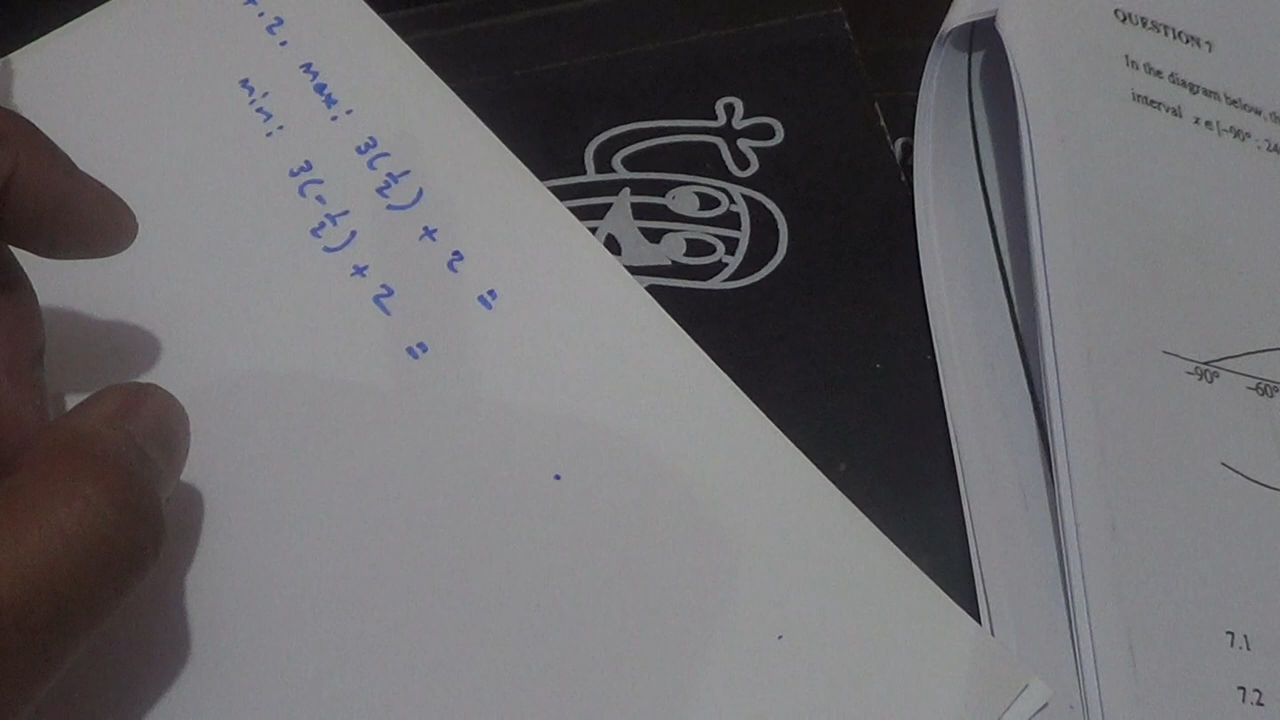 .2. max: 3(1/2) + 2 =
min: 3(-1/2) + 2 =
QUESTION 7
In the diagram below, th
interval x ∈ [–90° ; 24
–90°
–60°
7.1
7.2